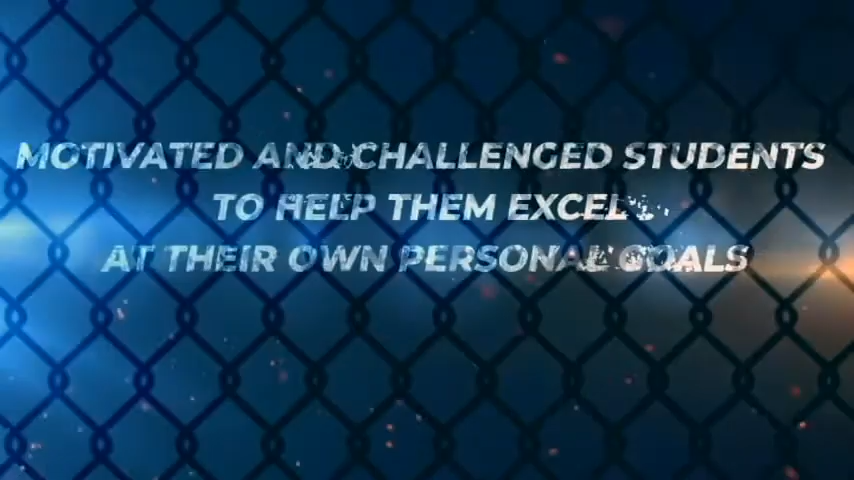 MOTIVATED AND CHALLENGED STUDENTS
TO HELP THEM EXCEL
AT THEIR OWN PERSONAL GOALS